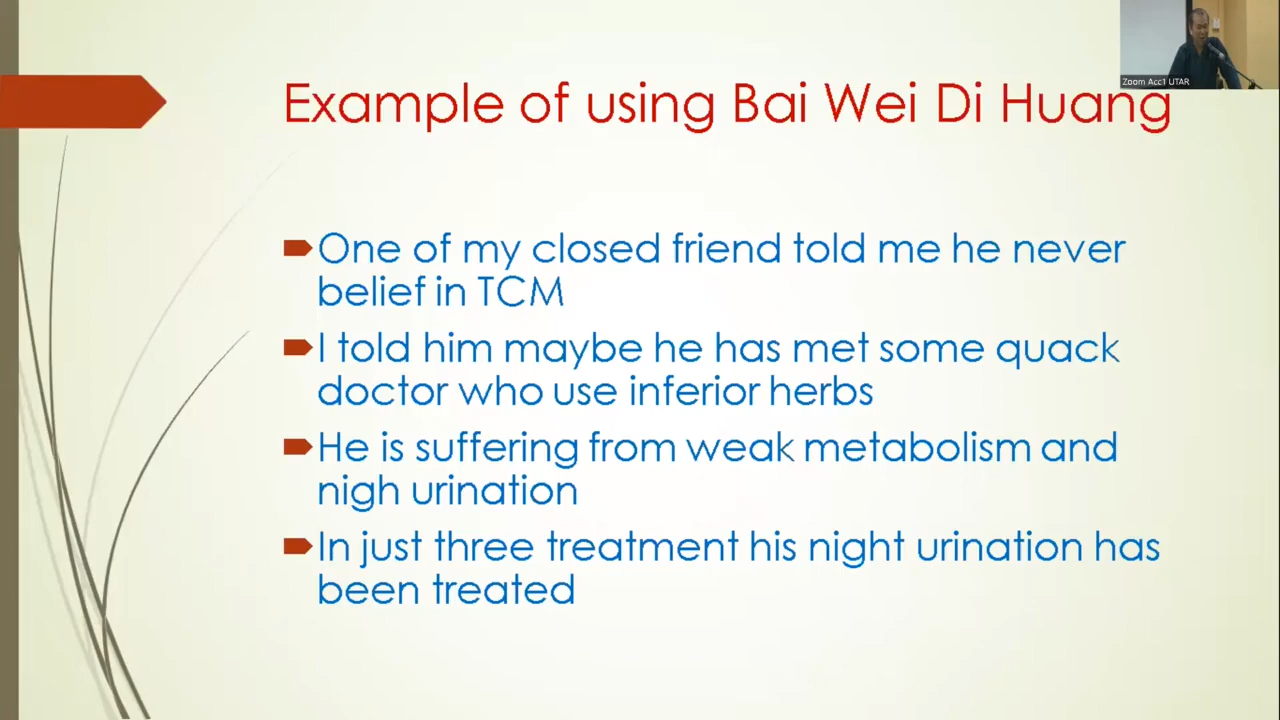 Example of using Bai Wei Di Huang
Zoom Acc1 UTAR
One of my closed friend told me he never
belief in TCM
I told him maybe he has met some quack
doctor who use inferior herbs
He is suffering from weak metabolism and
nigh urination
In just three treatment his night urination has
been treated